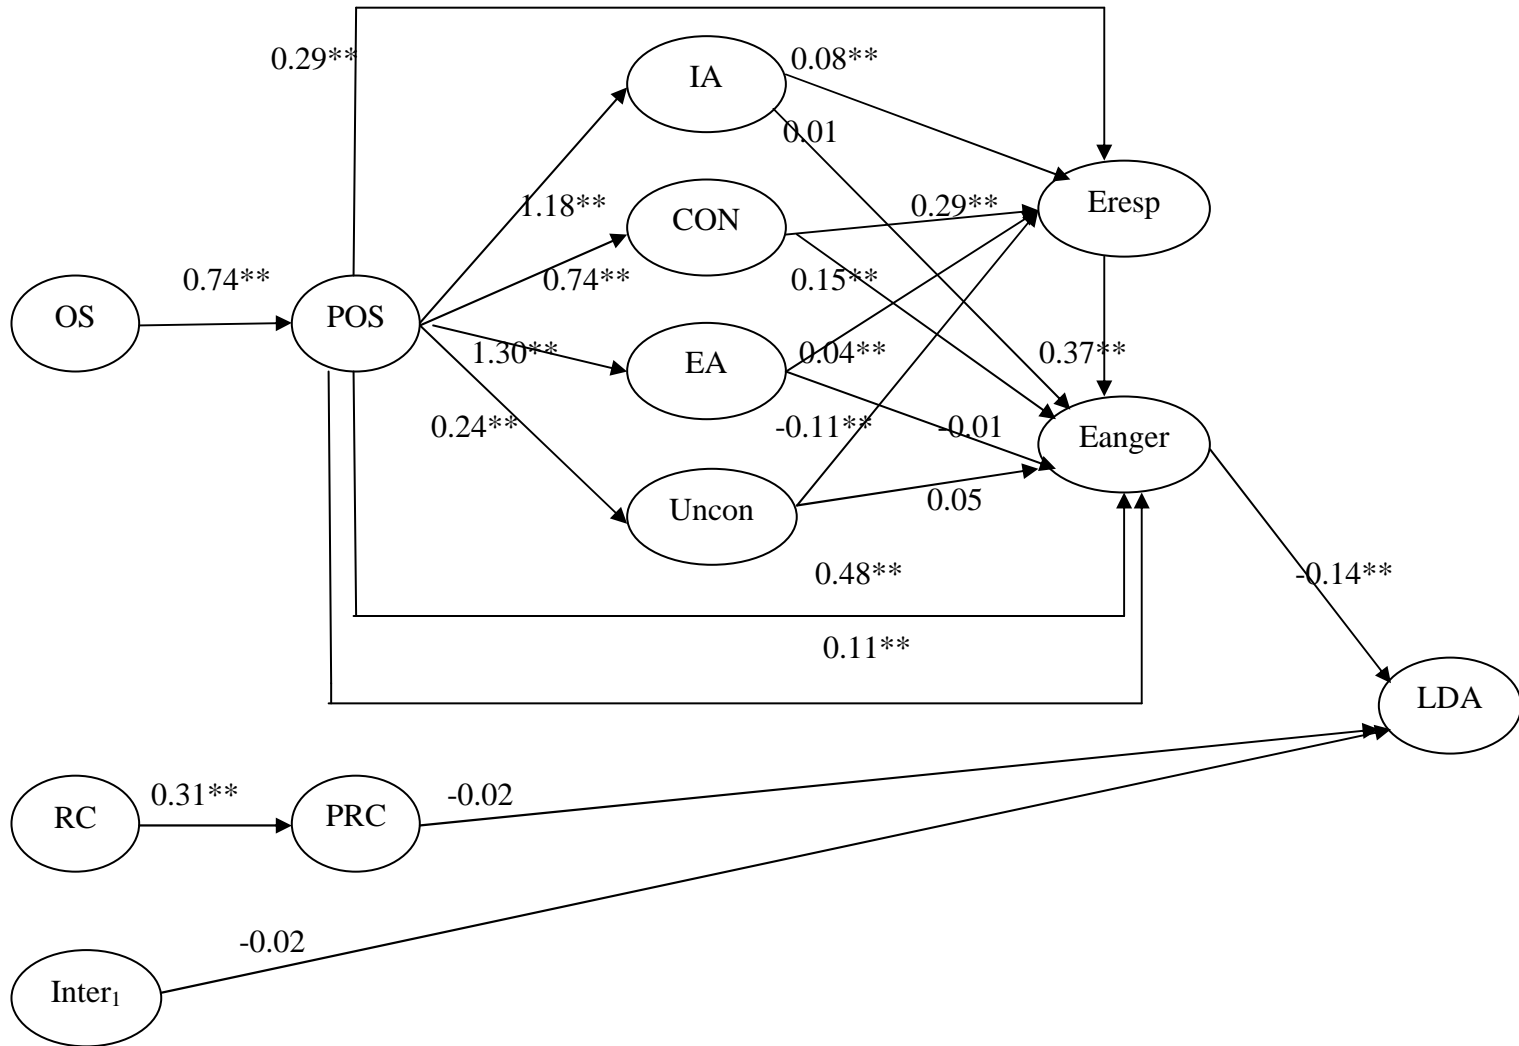 0.29**
IA
0.08**
0.01
1.18**
CON
0.29**
Eresp
OS
0.74**
POS
0.74**
0.15**
1.30**
EA
0.04**
0.37**
0.24**
-0.11**
-0.01
Eanger
Uncon
0.05
0.48**
-0.14**
0.11**
LDA
RC
0.31**
PRC
-0.02
-0.02
Inter₁